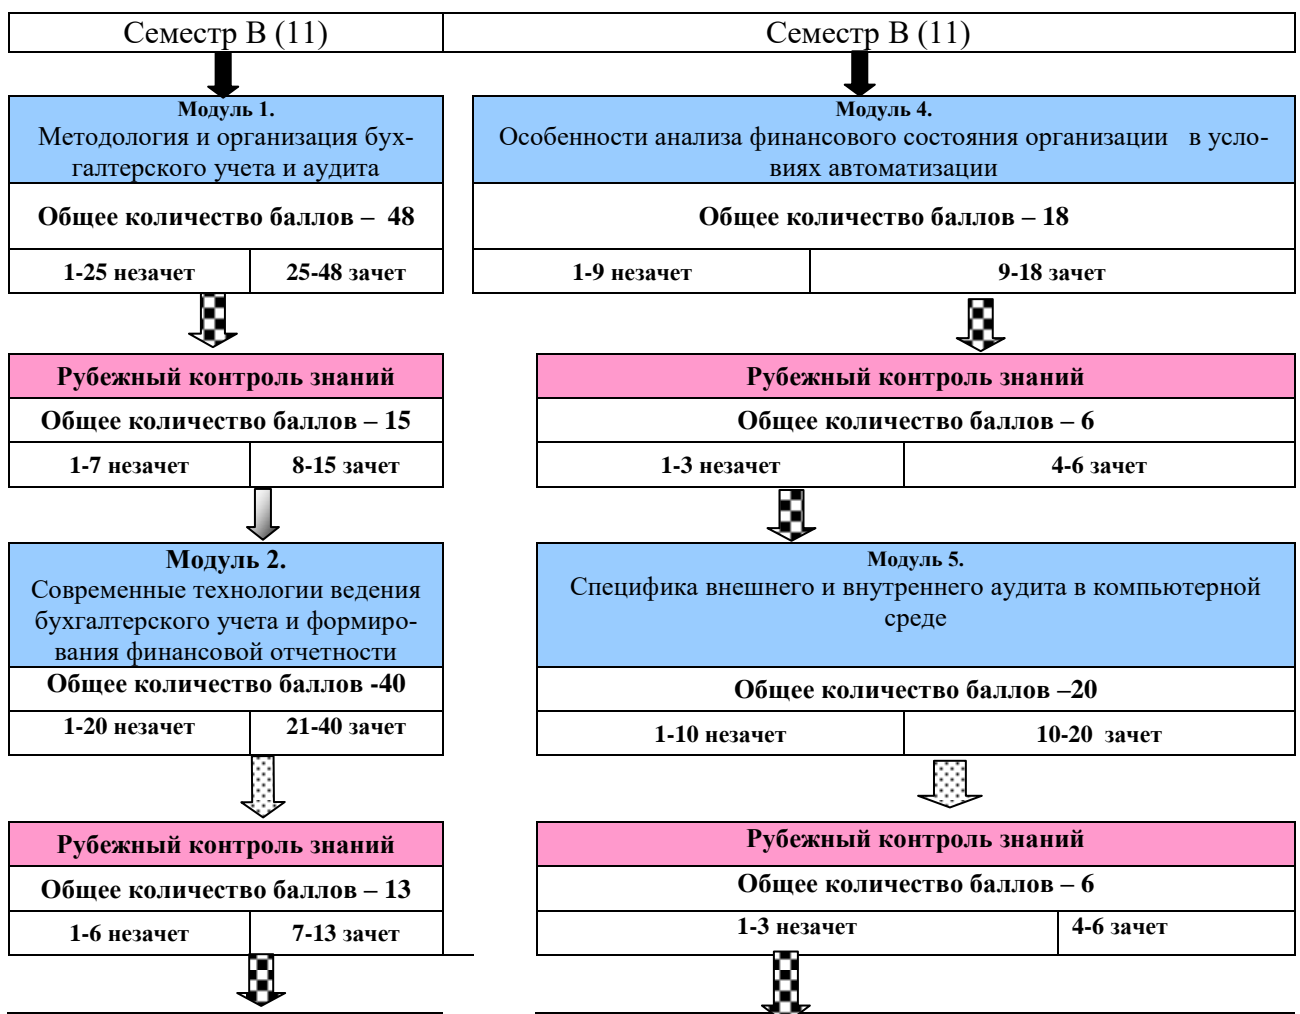 Семестр В (11)
Семестр В (11)
Модуль 1.
Методология и организация бух-
галтерского учета и аудита
Общее количество баллов – 48
1-25 незачет
25-48 зачет
Рубежный контроль знаний
Общее количество баллов – 15
1-7 незачет
8-15 зачет
Модуль 2.
Современные технологии ведения
бухгалтерского учета и формиро-
вания финансовой отчетности
Общее количество баллов -40
1-20 незачет
21-40 зачет
Рубежный контроль знаний
Общее количество баллов – 13
1-6 незачет
7-13 зачет
Модуль 4.
Особенности анализа финансового состояния организации в усло-
виях автоматизации
Общее количество баллов – 18
1-9 незачет
9-18 зачет
Рубежный контроль знаний
Общее количество баллов – 6
1-3 незачет
4-6 зачет
Модуль 5.
Специфика внешнего и внутреннего аудита в компьютерной
среде
Общее количество баллов –20
1-10 незачет
10-20 зачет
Рубежный контроль знаний
Общее количество баллов – 6
1-3 незачет
4-6 зачет